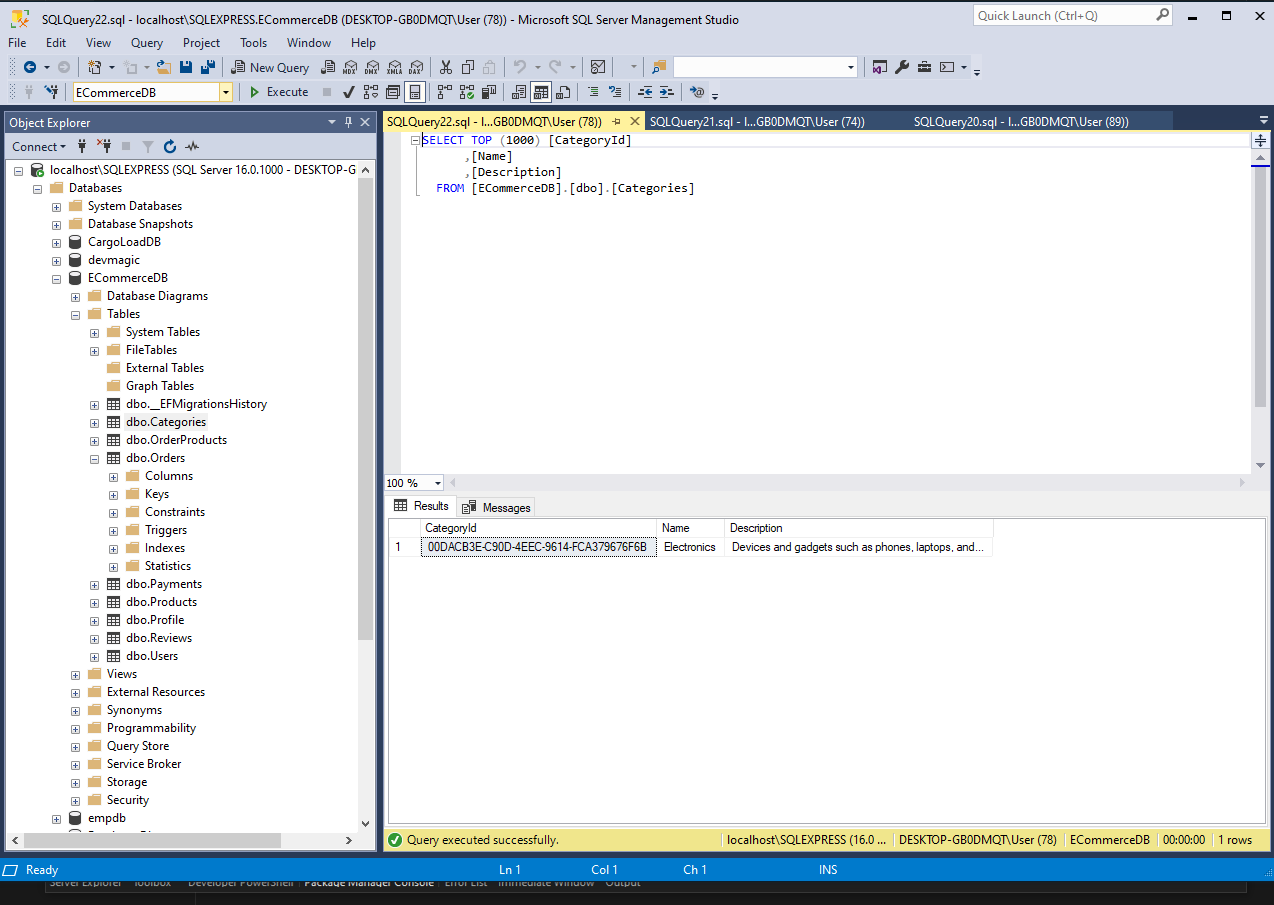 SQLQuery22.sql - localhost\SQLEXPRESS.ECommerceDB (DESKTOP-GB0DMQT\User (78)) - Microsoft SQL Server Management Studio
Quick Launch (Ctrl+Q)
File Edit View Query Project Tools Window Help
New Query MDX DMX XMLA DAX
ECommerceDB Execute
Object Explorer
Connect
localhost\SQLEXPRESS (SQL Server 16.0.1000 - DESKTOP-G
Databases
System Databases
Database Snapshots
CargoLoadDB
devmagic
ECommerceDB
Database Diagrams
Tables
System Tables
FileTables
External Tables
Graph Tables
dbo.__EFMigrationsHistory
dbo.Categories
dbo.OrderProducts
dbo.Orders
Columns
Keys
Constraints
Triggers
Indexes
Statistics
dbo.Payments
dbo.Products
dbo.Profile
dbo.Reviews
dbo.Users
Views
External Resources
Synonyms
Programmability
Query Store
Service Broker
Storage
Security
empdb
SQLQuery22.sql - l...GB0DMQT\User (78)) SQLQuery21.sql - l...GB0DMQT\User (74)) SQLQuery20.sql - l...GB0DMQT\User (89))
SELECT TOP (1000) [CategoryId]
,[Name]
,[Description]
FROM [ECommerceDB].[dbo].[Categories]
100 %
Results Messages
CategoryId Name Description
1 00DACB3E-C90D-4EEC-9614-FCA379676F6B Electronics Devices and gadgets such as phones, laptops, and...
Query executed successfully. localhost\SQLEXPRESS (16.0 ... DESKTOP-GB0DMQT\User (78) ECommerceDB 00:00:00 1 rows
Ready Ln 1 Col 1 Ch 1 INS
Server Explorer Toolbox Developer PowerShell Package Manager Console Error List Immediate Window Output